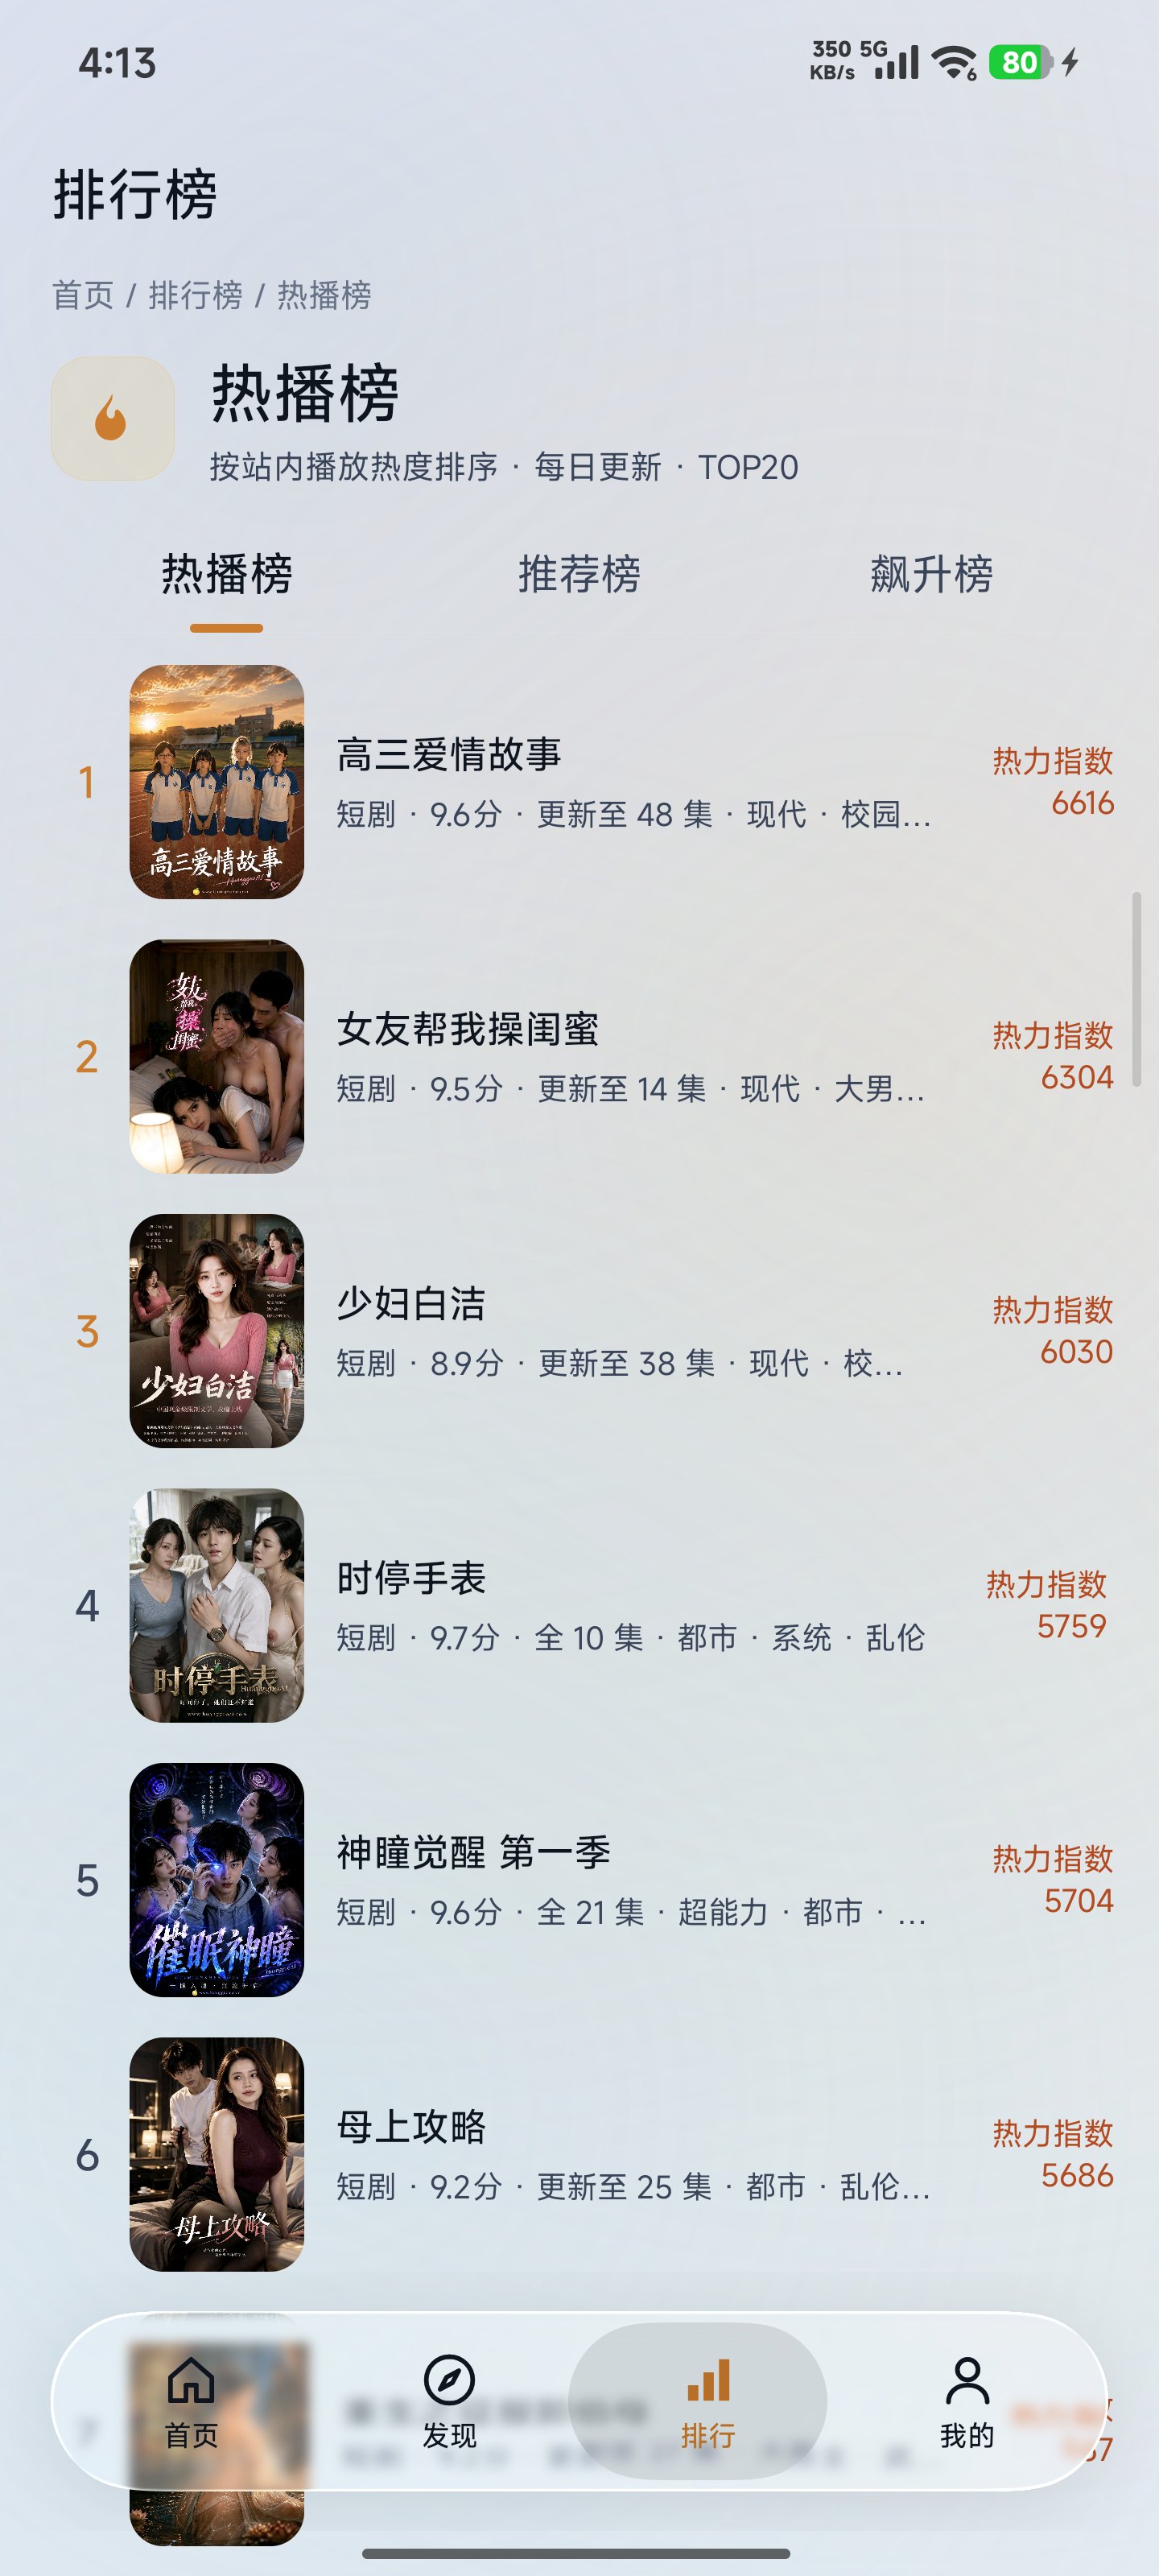 4:13
350 5G
KB/s
6
80
排行榜
首页 / 排行榜 / 热播榜
热播榜
按站内播放热度排序 · 每日更新 · TOP20
热播榜
推荐榜
飙升榜
1
高三爱情故事
高三爱情故事
短剧 · 9.6分 · 更新至 48 集 · 现代 · 校园...
热力指数
6616
2
女友
帮我
操
闺蜜
女友帮我操闺蜜
短剧 · 9.5分 · 更新至 14 集 · 现代 · 大男...
热力指数
6304
3
少妇白洁
少妇白洁
短剧 · 8.9分 · 更新至 38 集 · 现代 · 校...
热力指数
6030
4
时停手表
时停手表
短剧 · 9.7分 · 全 10 集 · 都市 · 系统 · 乱伦
热力指数
5759
5
催眠神瞳
神瞳觉醒 第一季
短剧 · 9.6分 · 全 21 集 · 超能力 · 都市 · ...
热力指数
5704
6
母上攻略
母上攻略
短剧 · 9.2分 · 更新至 25 集 · 都市 · 乱伦...
热力指数
5686
首页
发现
排行
我的